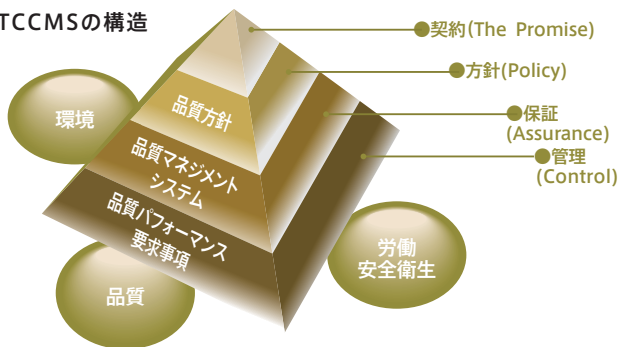 TCCMSの構造
●契約(The Promise)
●方針(Policy)
●保証
(Assurance)
●管理
(Control)
環境
品質方針
品質マネジメント
システム
品質パフォーマンス
要求事項
労働
安全衛生
品質